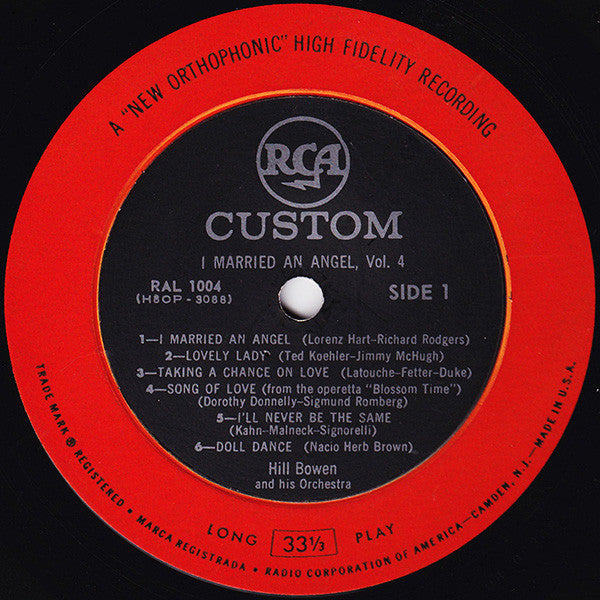 A "NEW ORTHOPHONIC" HIGH FIDELITY RECORDING
RCA
CUSTOM
I MARRIED AN ANGEL, Vol. 4
RAL 1004
(H8OP-3088)
SIDE 1
1—I MARRIED AN ANGEL (Lorenz Hart-Richard Rodgers)
2—LOVELY LADY (Ted Koehler-Jimmy McHugh)
3—TAKING A CHANCE ON LOVE (Latouche-Fetter-Duke)
4—SONG OF LOVE (from the operetta "Blossom Time")
(Dorothy Donnelly-Sigmund Romberg)
5—I'LL NEVER BE THE SAME
(Kahn-Malneck-Signorelli)
6—DOLL DANCE (Nacio Herb Brown)
Hill Bowen
and his Orchestra
LONG 33⅓ PLAY
TRADE MARK ® REGISTERED • MARCA REGISTRADA • RADIO CORPORATION OF AMERICA—CAMDEN, N.J.—MADE IN U.S.A.